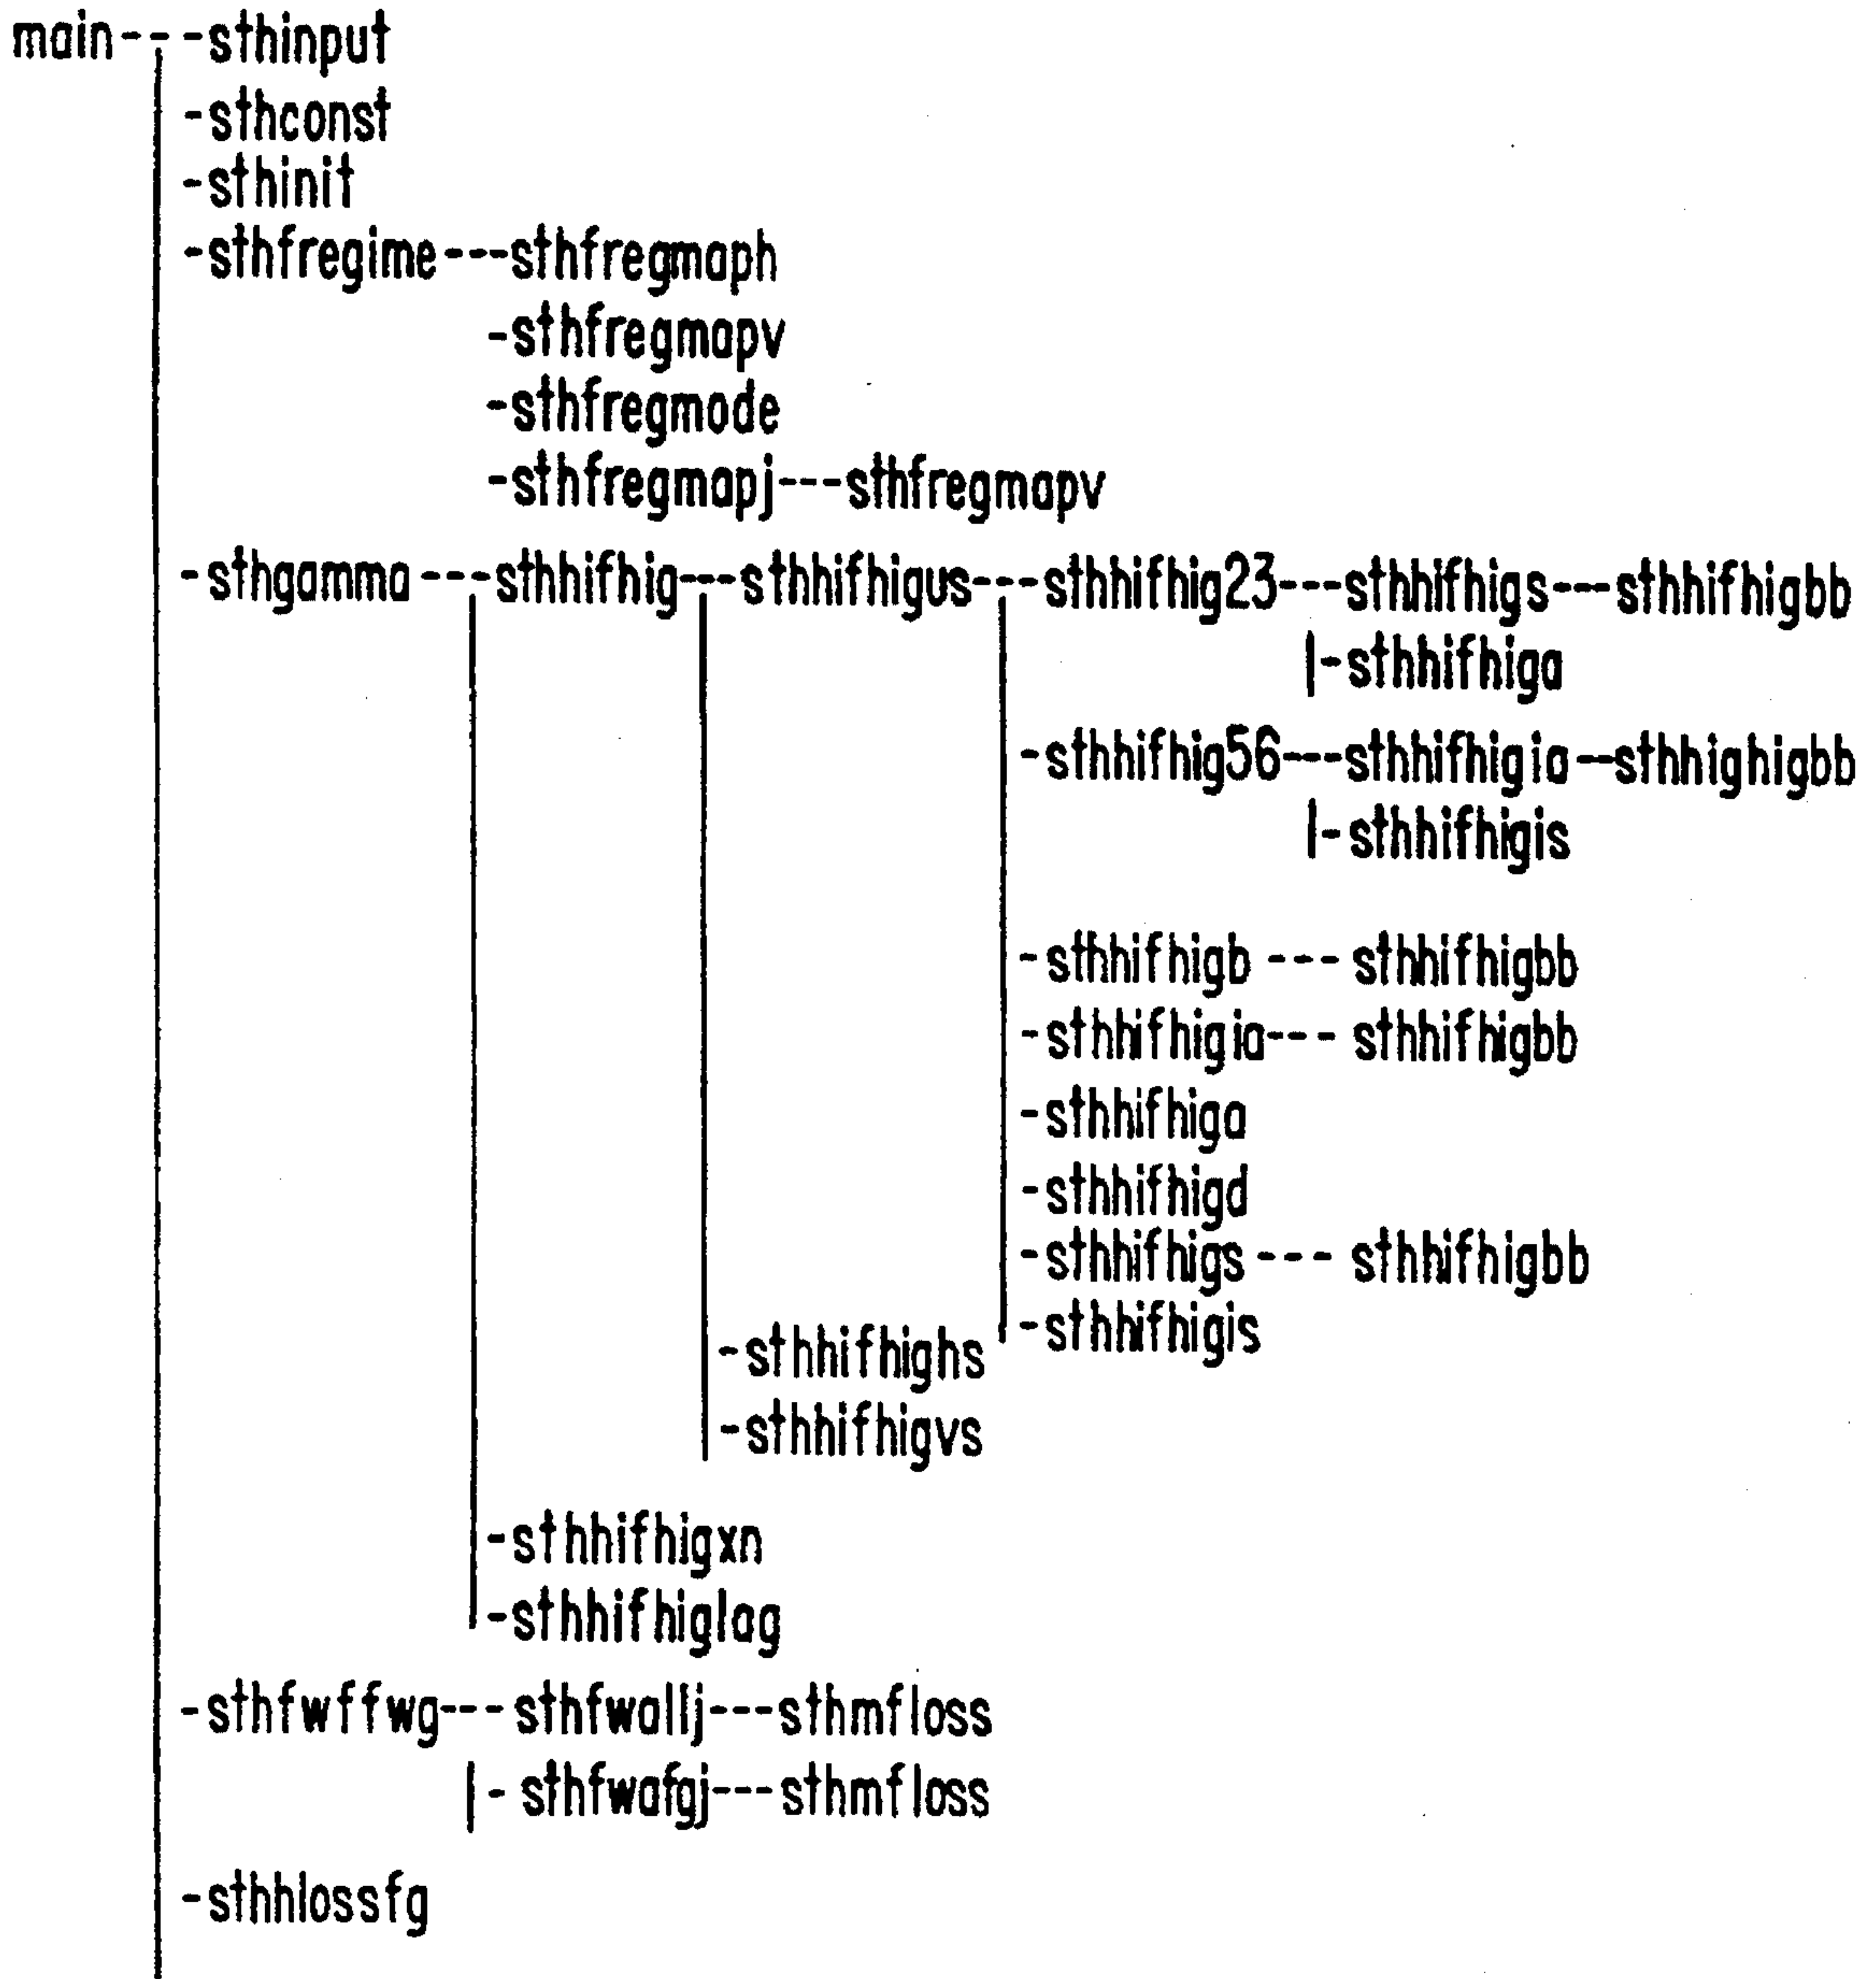 main---sthinput
-sthconst
-sthinit
-sthfregime---sthfregmaph
-sthfregmapv
-sthfregmode
-sthfregmapj---sthfregmapv
-sthgamma---sthhifhig---sthhifhigus---sthhifhig23---sthhifhigs---sthhifhigbb
|-sthhifhiga
-sthhifhig56---sthhifhigia--sthhighigbb
|-sthhifhigis
-sthhifhigb --- sthhifhigbb
-sthhifhigia--- sthhifhigbb
-sthhifhiga
-sthhifhigd
-sthhifhigs --- sthhifhigbb
-sthhifhigis
-sthhifhighs
-sthhifhigvs
-sthhifhigxn
-sthhifhiglag
-sthfwffwg---sthfwallj---sthmfloss
|- sthfwafgj---sthmfloss
-sthhlossfg